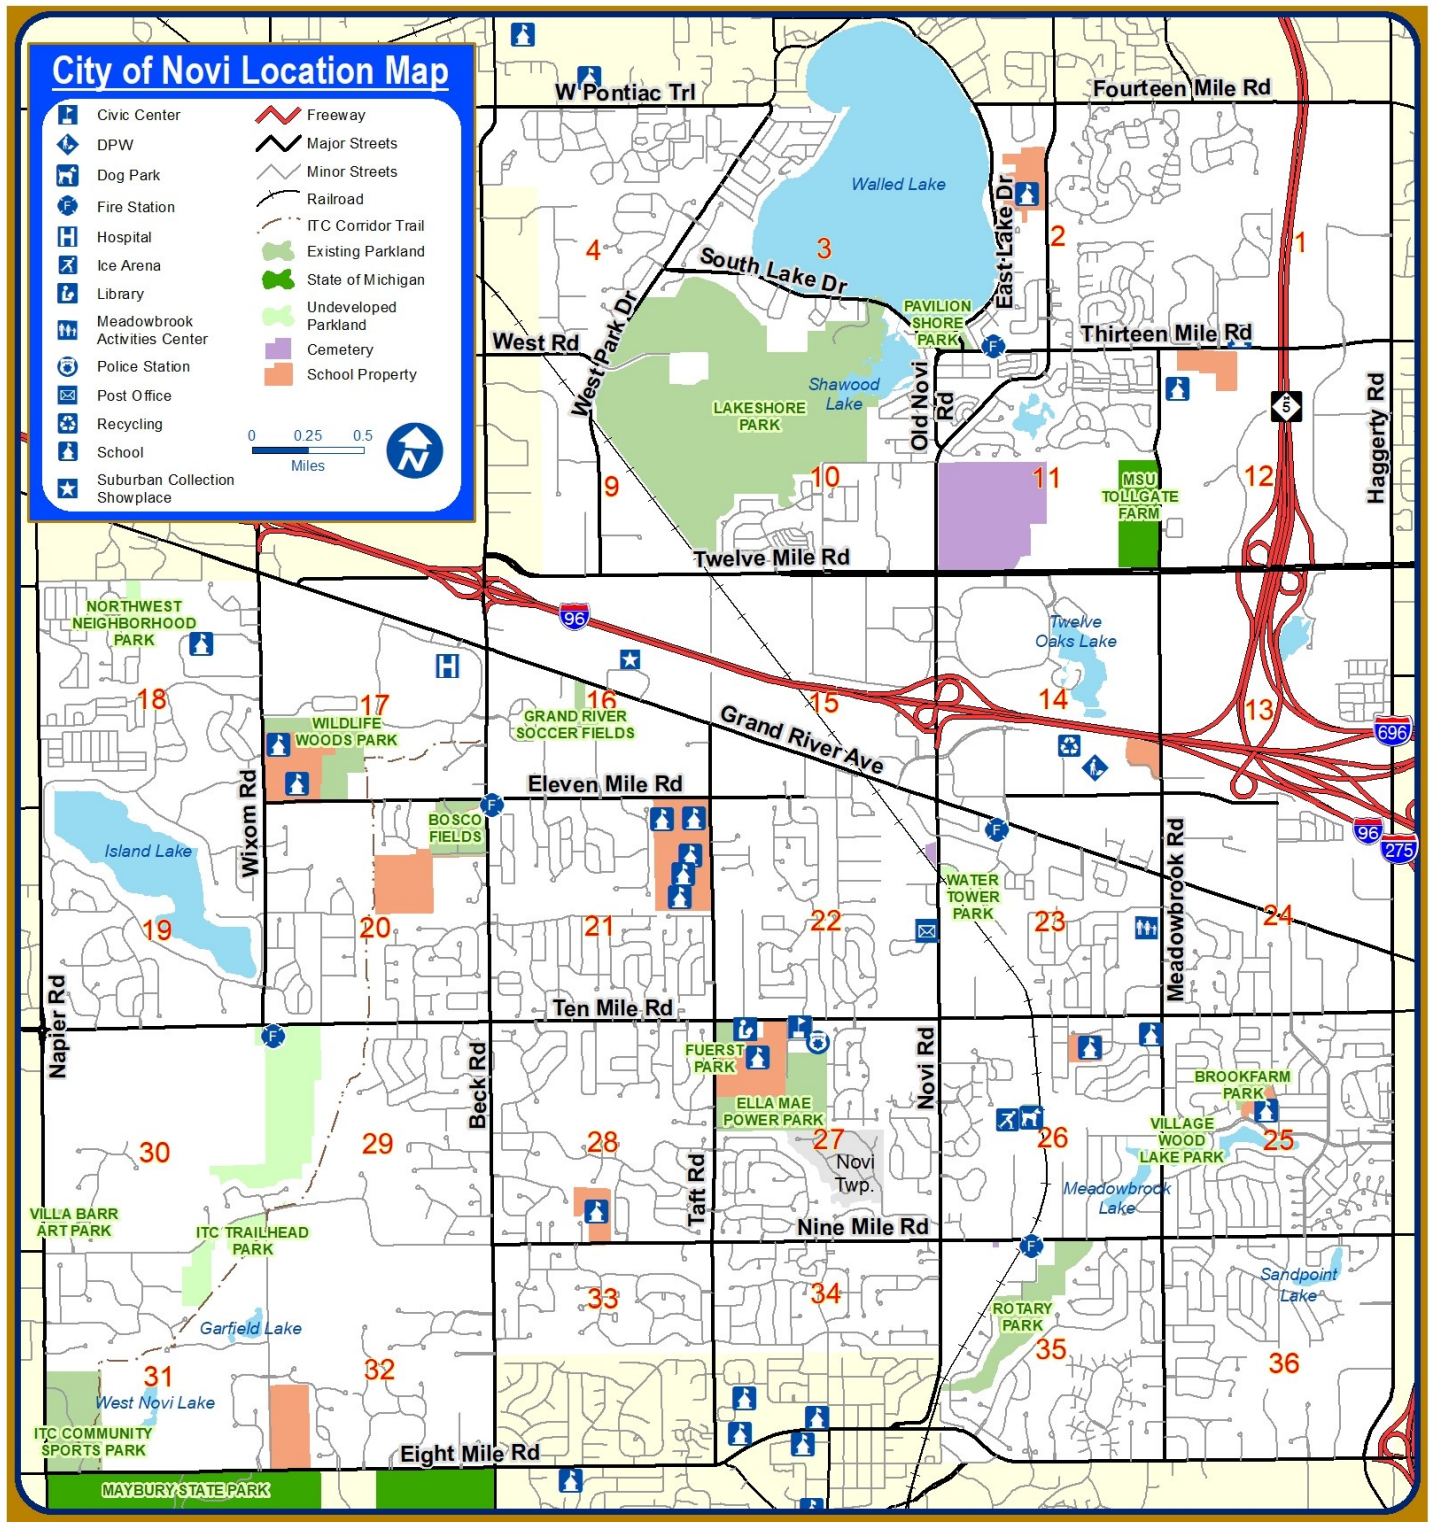 City of Novi Location Map
Civic Center
DPW
Dog Park
Fire Station
Hospital
Ice Arena
Library
Meadowbrook
Activities Center
Police Station
Post Office
Recycling
School
Suburban Collection
Showplace
Freeway
Major Streets
Minor Streets
Railroad
ITC Corridor Trail
Existing Parkland
State of Michigan
Undeveloped
Parkland
Cemetery
School Property
0 0.25 0.5
Miles
N
W Pontiac Trl
Fourteen Mile Rd
Walled Lake
East Lake Dr
4
3
2
1
South Lake Dr
PAVILION
SHORE
PARK
F
Thirteen Mile Rd
West Rd
West Park Dr
Shawood
Lake
LAKESHORE
PARK
Old Novi
Rd
5
Haggerty Rd
9
10
11
12
MSU
TOLLGATE
FARM
Twelve Mile Rd
NORTHWEST
NEIGHBORHOOD
PARK
96
Twelve
Oaks Lake
H
18
17
16
15
14
13
WILDLIFE
WOODS PARK
GRAND RIVER
SOCCER FIELDS
Grand River Ave
696
Wixom Rd
Eleven Mile Rd
F
BOSCO
FIELDS
F
96
275
Island Lake
Meadowbrook Rd
WATER
TOWER
PARK
19
20
21
22
23
24
Napier Rd
Ten Mile Rd
F
Beck Rd
FUERST
PARK
Novi Rd
BROOKFARM
PARK
ELLA MAE
POWER PARK
VILLAGE
WOOD
LAKE PARK
30
29
28
27
26
25
Novi
Twp.
Taft Rd
Meadowbrook
Lake
VILLA BARR
ART PARK
ITC TRAILHEAD
PARK
Nine Mile Rd
F
Sandpoint
Lake
33
34
ROTARY
PARK
35
36
Garfield Lake
31
32
West Novi Lake
ITC COMMUNITY
SPORTS PARK
Eight Mile Rd
MAYBURY STATE PARK